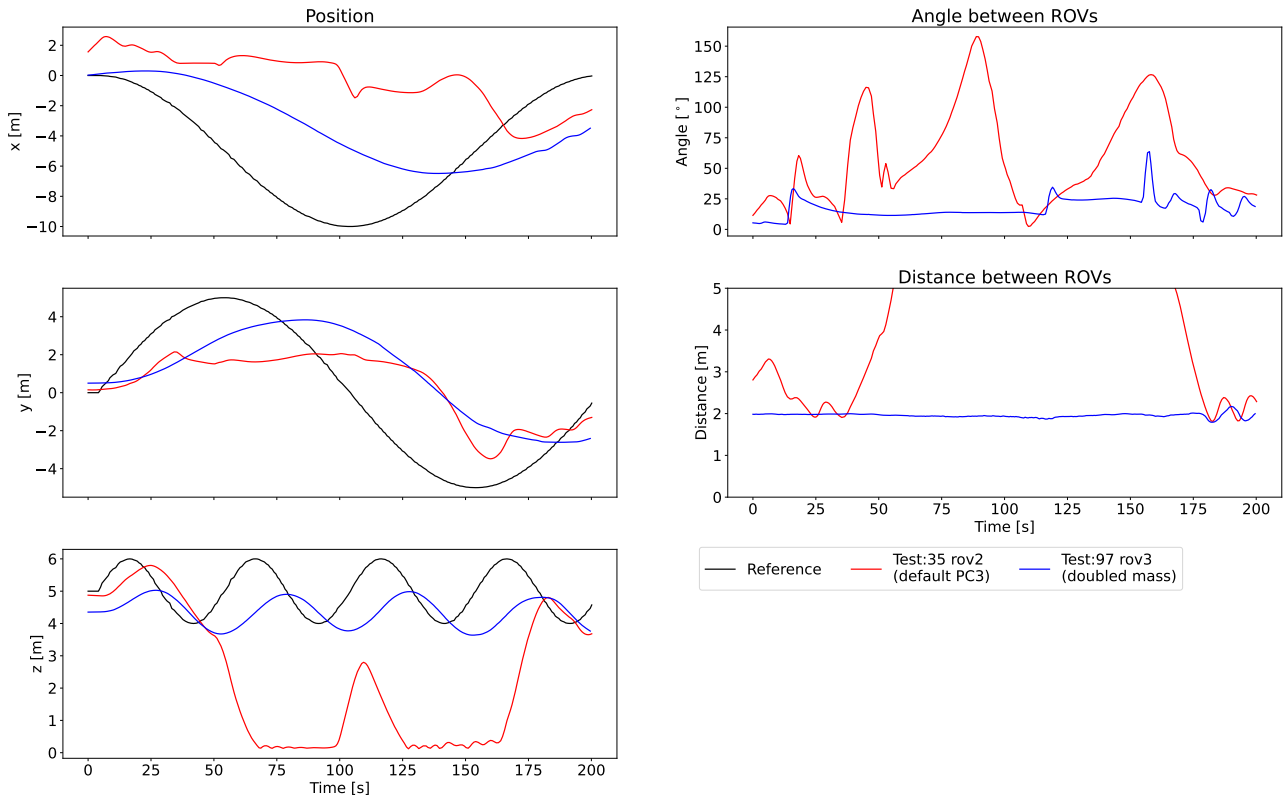 Position
x [m]
2
0
−2
−4
−6
−8
−10
y [m]
4
2
0
−2
−4
z [m]
6
5
4
3
2
1
0
0 25 50 75 100 125 150 175 200
Time [s]
Angle between ROVs
Angle [°]
150
125
100
75
50
25
0
Distance between ROVs
Distance [m]
5
4
3
2
1
0
0 25 50 75 100 125 150 175 200
Time [s]
Reference
Test:35 rov2
(default PC3)
Test:97 rov3
(doubled mass)